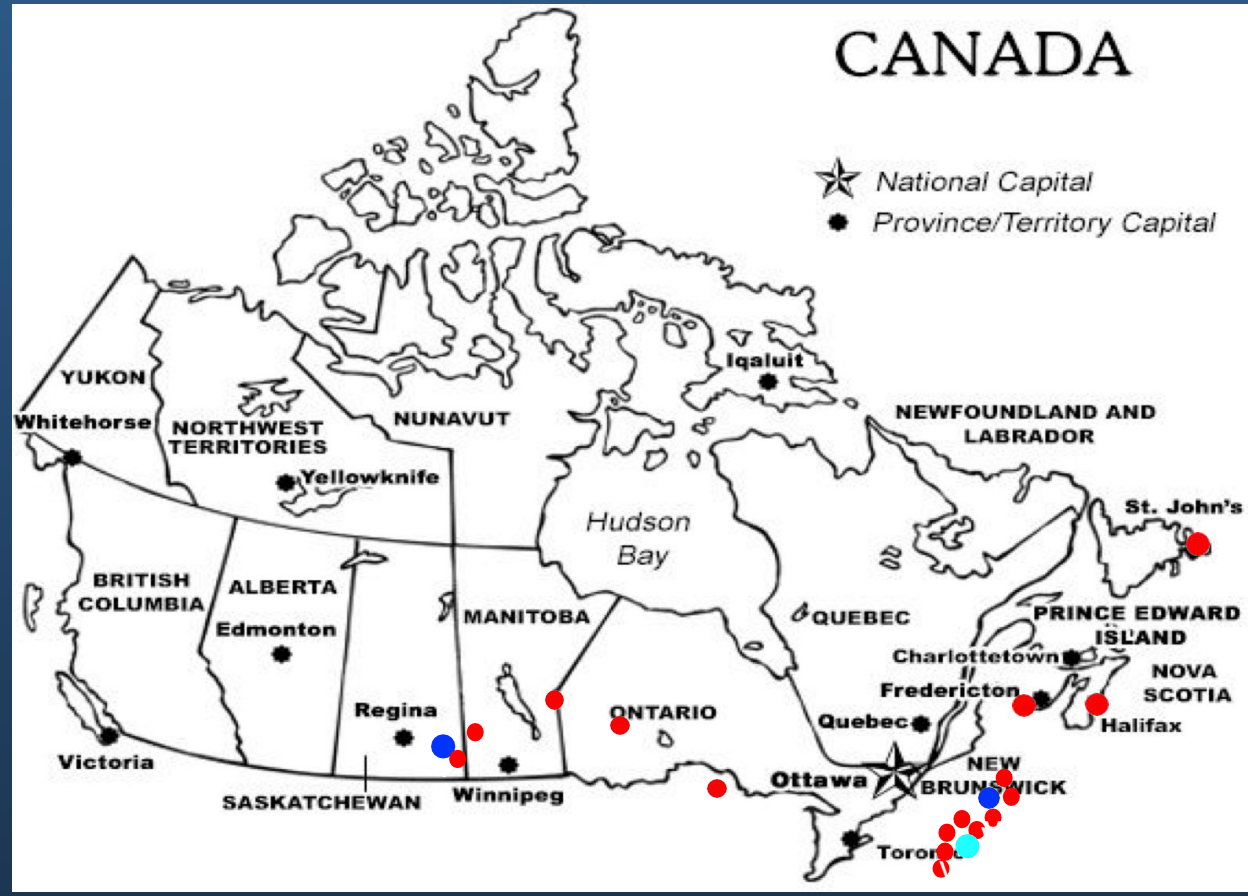 CANADA
National Capital
Province/Territory Capital
Iqaluit
YUKON
Whitehorse
NORTHWEST
TERRITORIES
NUNAVUT
NEWFOUNDLAND AND
LABRADOR
Yellowknife
St. John's
Hudson
Bay
BRITISH
COLUMBIA
ALBERTA
Edmonton
MANITOBA
QUEBEC
PRINCE EDWARD
ISLAND
Charlottetown
NOVA
SCOTIA
Fredericton
Halifax
Regina
ONTARIO
Quebec
Victoria
SASKATCHEWAN
Winnipeg
Ottawa
NEW
BRUNSWICK
Toronto